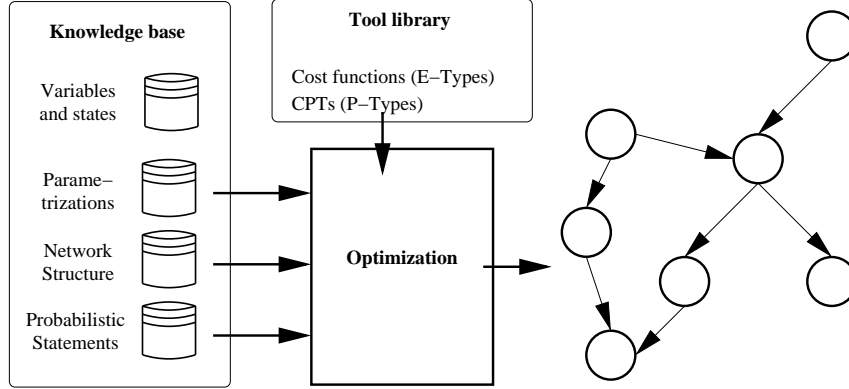 Knowledge base
Variables
and states
Parame-
trizations
Network
Structure
Probabilistic
Statements
Tool library
Cost functions (E-Types)
CPTs (P-Types)
Optimization